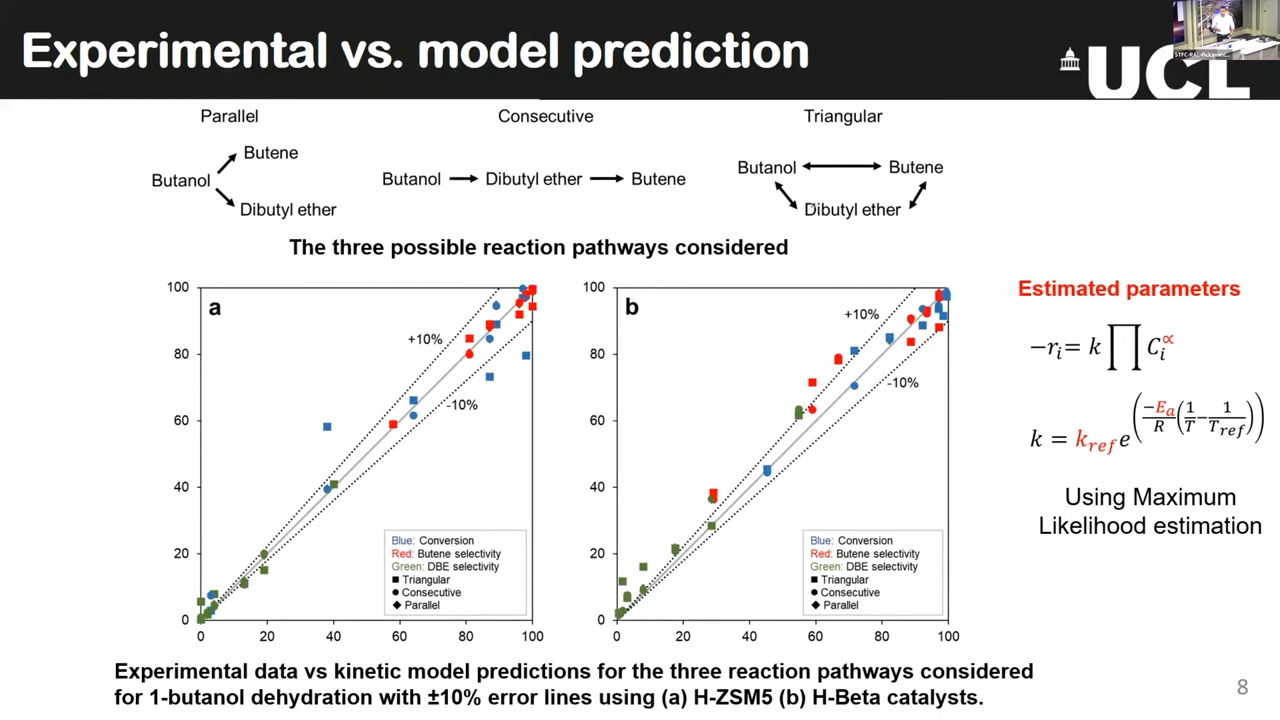 Experimental vs. model prediction
UCL
Parallel
Consecutive
Triangular
Butene
Butanol
Dibutyl ether
Butanol
Dibutyl ether
Butene
Butanol
Butene
Dibutyl ether
The three possible reaction pathways considered
a
+10%
-10%
100
80
60
40
20
0
0 20 40 60 80 100
Blue: Conversion
Red: Butene selectivity
Green: DBE selectivity
Triangular
Consecutive
Parallel
b
+10%
-10%
100
80
60
40
20
0
0 20 40 60 80 100
Blue: Conversion
Red: Butene selectivity
Green: DBE selectivity
Triangular
Consecutive
Parallel
Estimated parameters
−r_i= k ∏ C_i^∝
k = k_ref e^(−E_a/R (1/T − 1/T_ref))
Using Maximum
Likelihood estimation
Experimental data vs kinetic model predictions for the three reaction pathways considered
for 1-butanol dehydration with ±10% error lines using (a) H-ZSM5 (b) H-Beta catalysts.
8